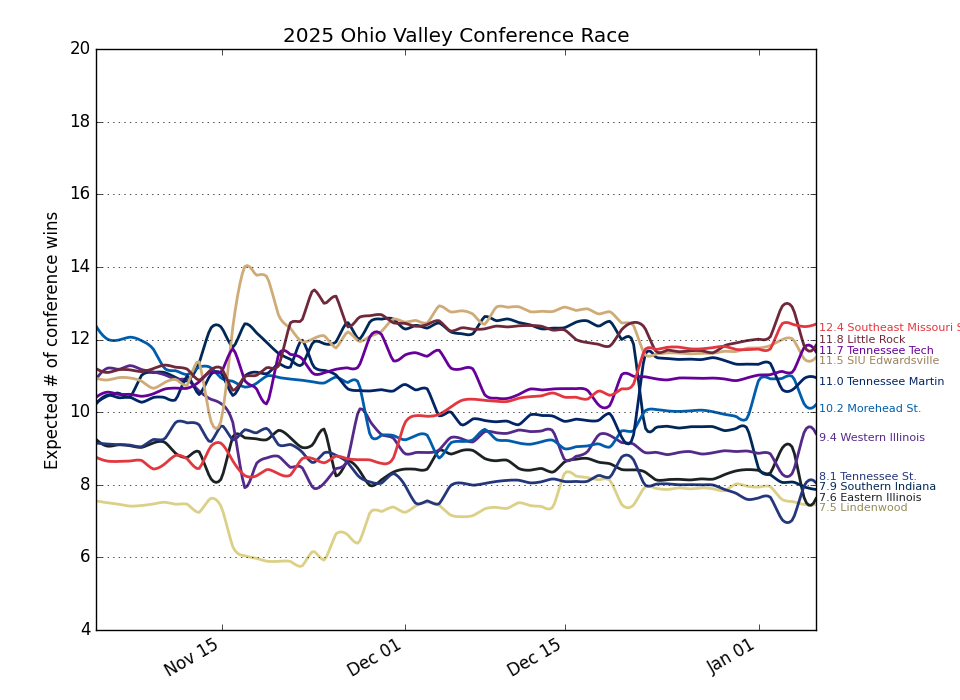 2025 Ohio Valley Conference Race
Expected # of conference wins
20
18
16
14
12
10
8
6
4
Nov 15
Dec 01
Dec 15
Jan 01
12.4 Southeast Missouri S
11.8 Little Rock
11.7 Tennessee Tech
11.5 SIU Edwardsville
11.0 Tennessee Martin
10.2 Morehead St.
9.4 Western Illinois
8.1 Tennessee St.
7.9 Southern Indiana
7.6 Eastern Illinois
7.5 Lindenwood